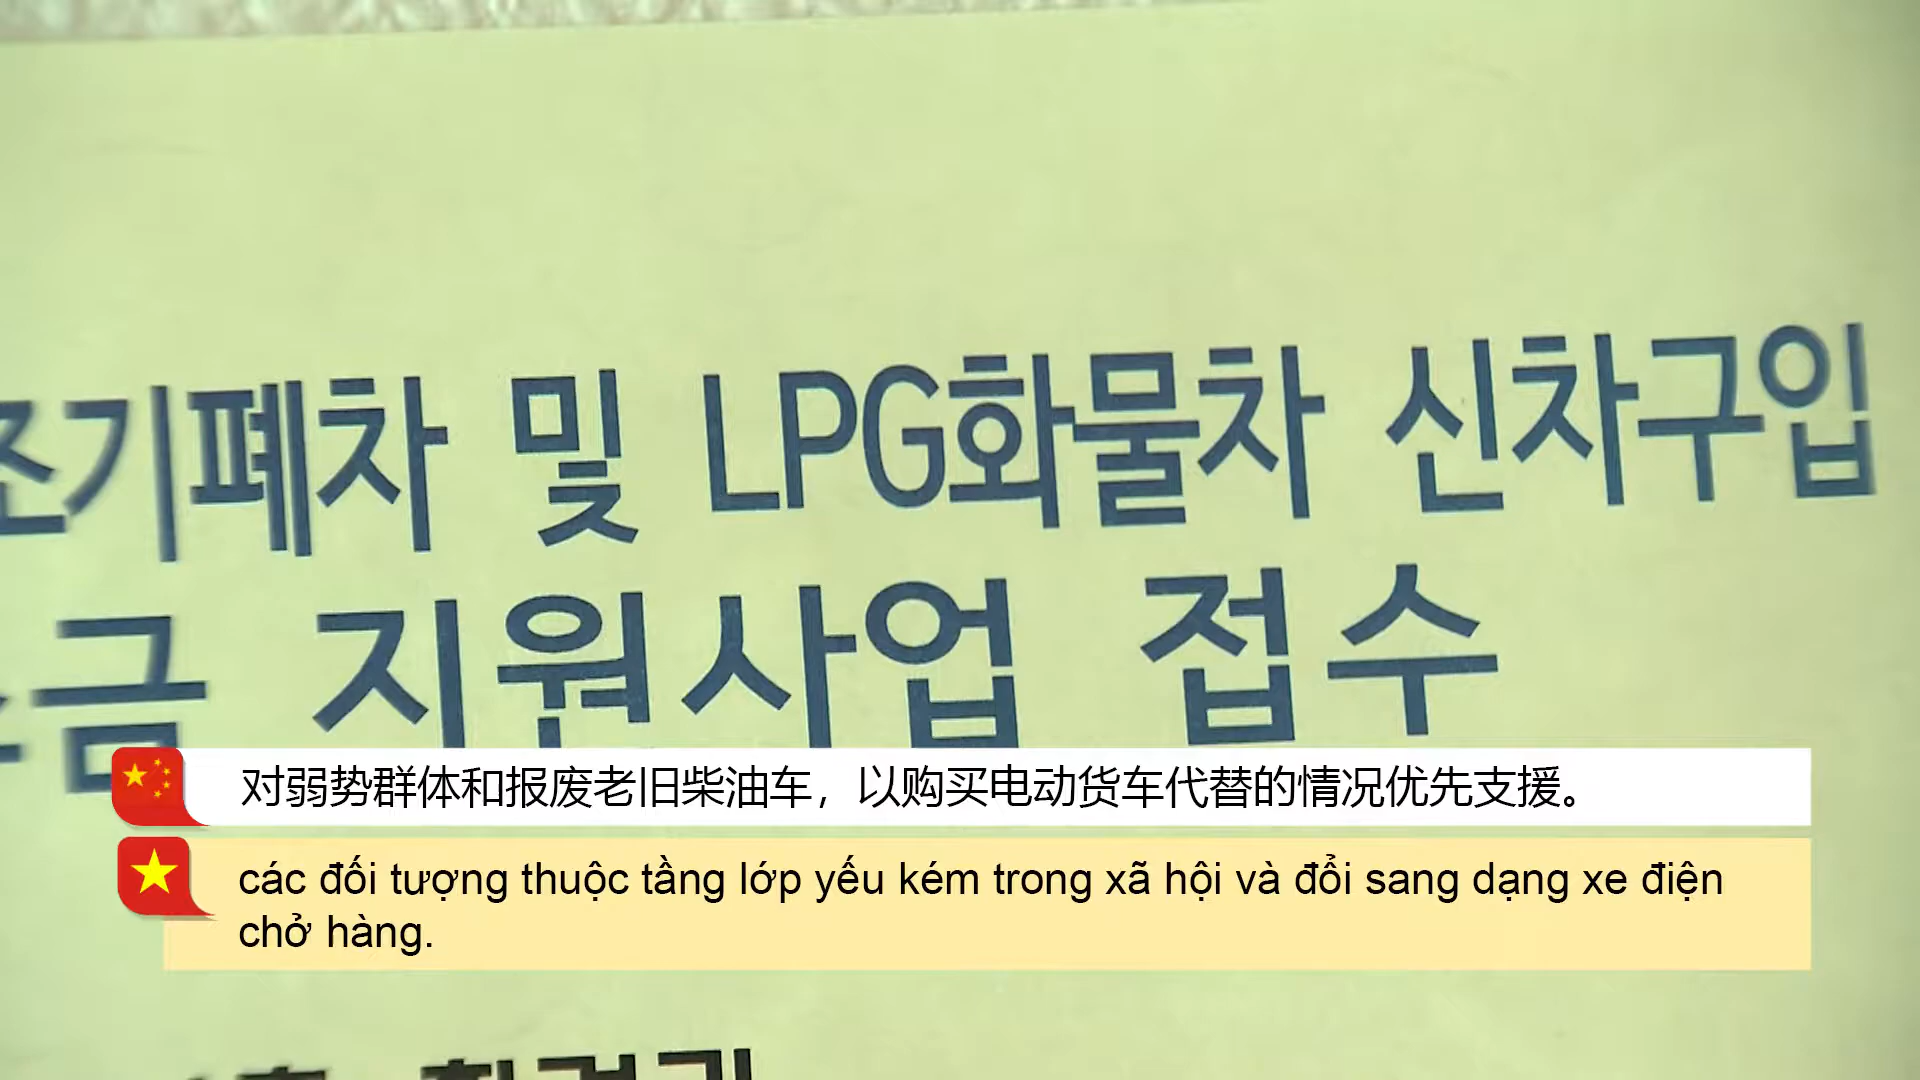 조기폐차 및 LPG화물차 신차구입
금 지원사업 접수
对弱势群体和报废老旧柴油车，以购买电动货车代替的情况优先支援。
các đối tượng thuộc tầng lớp yếu kém trong xã hội và đổi sang dạng xe điện
chở hàng.